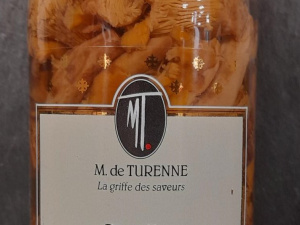 MT.
M. de TURENNE
La griffe des saveurs